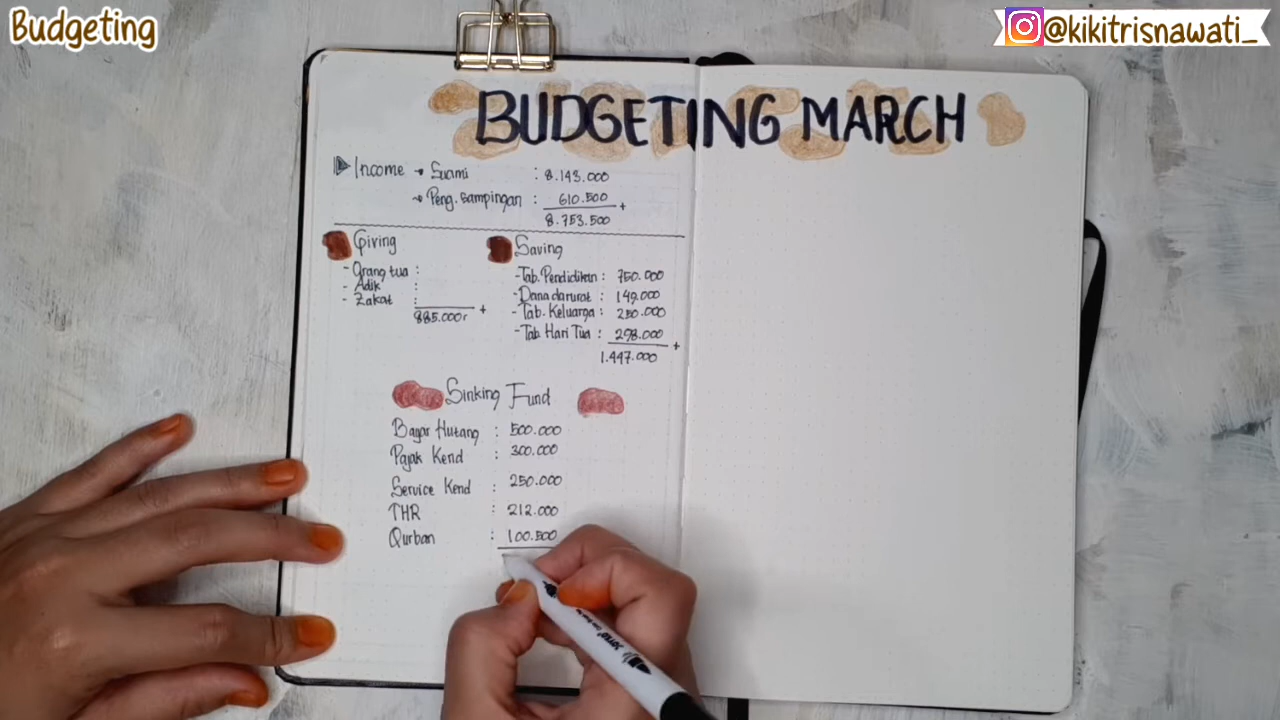 Budgeting
@kikitrisnawati_
BUDGETING MARCH
Income → Suami : 8.143.000
→ Peng. Sampingan : 610.500 +
8.753.500
Giving
- Orang tua :
- Adik :
- Zakat :
+
885.000
Saving
- Tab. Pendidikan : 750.000
- Dana darurat : 149.000
- Tab. Keluarga : 250.000
- Tab. Hari Tua : 298.000 +
1.447.000
Sinking Fund
Bayar Hutang : 500.000
Pajak Kend : 300.000
Service Kend : 250.000
THR : 212.000
Qurban : 100.500